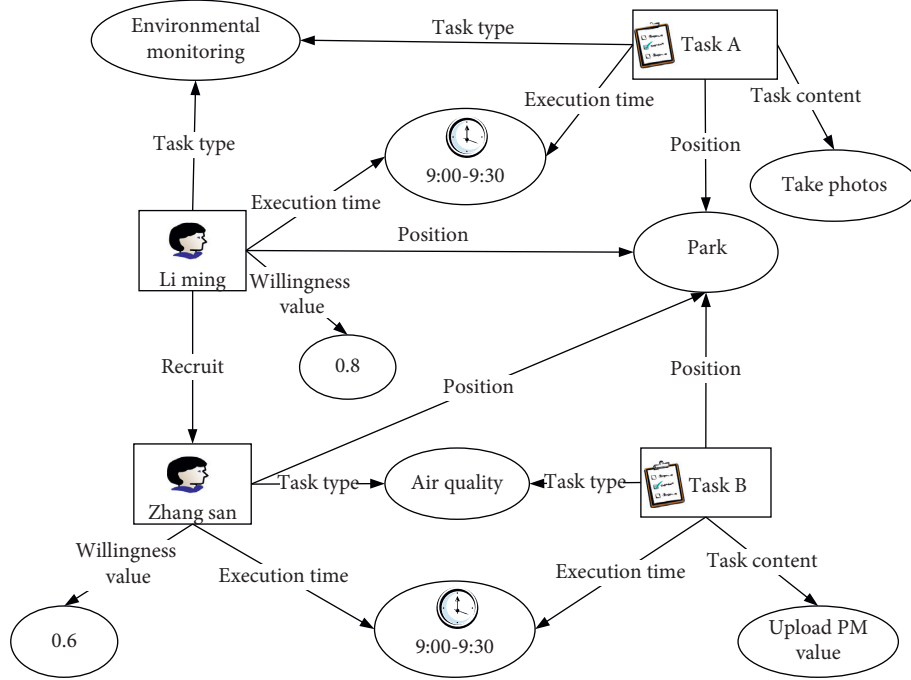 Environmental
monitoring
Task type
Task A
Execution time
Task content
Task type
9:00-9:30
Position
Take photos
Execution time
Position
Park
Li ming
Willingness
value
Recruit
0.8
Position
Position
Zhang san
Task type
Air quality
Task type
Task B
Willingness
value
Execution time
Execution time
Task content
0.6
9:00-9:30
Upload PM
value